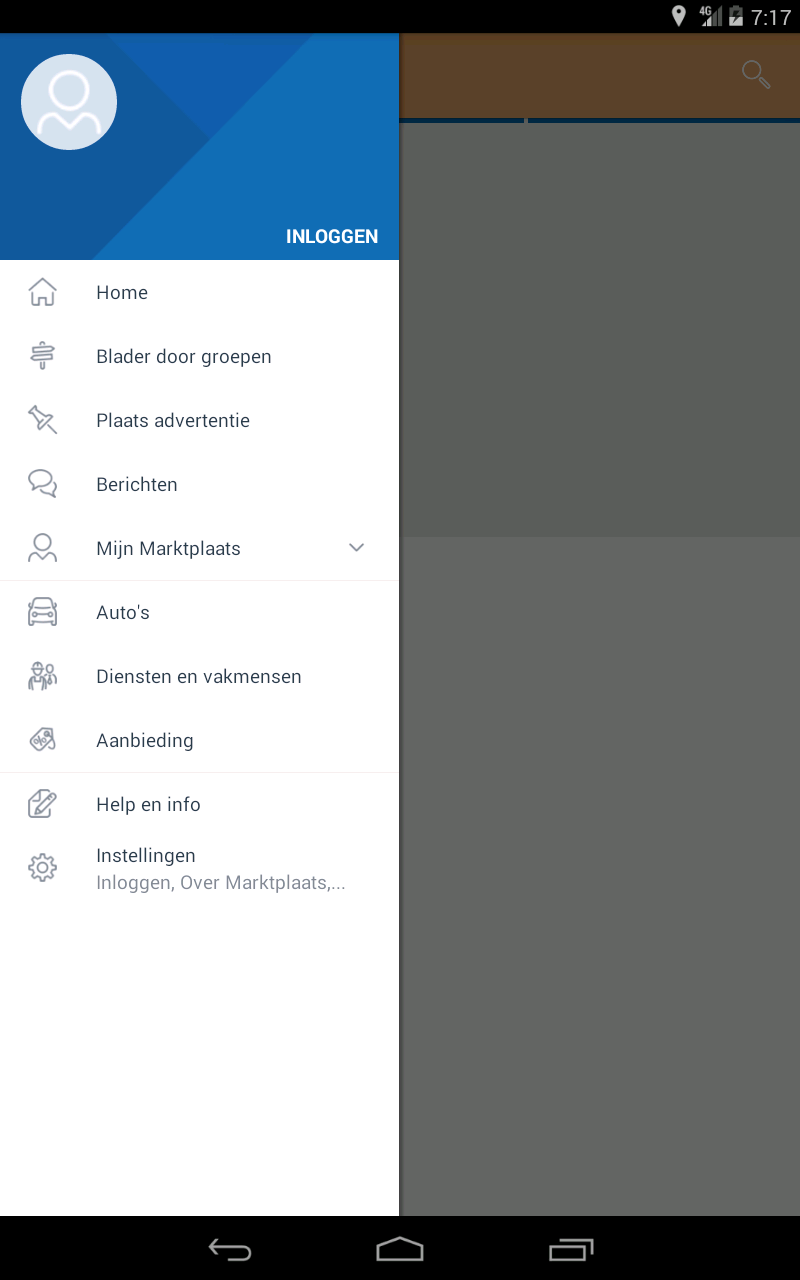 4G 7:17
INLOGGEN
Home
Blader door groepen
Plaats advertentie
Berichten
Mijn Marktplaats
Auto's
Diensten en vakmensen
Aanbieding
Help en info
Instellingen
Inloggen, Over Marktplaats,...